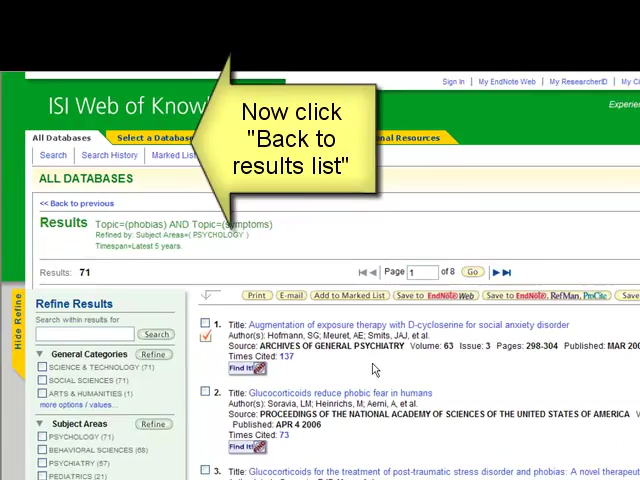 Sign In | My EndNote Web | My ResearcherID | My
ISI Web of Know
Experie
Now click
"Back to
results list"
All Databases
Select a Databas
onal Resources
Search | Search History | Marked List
ALL DATABASES
<< Back to previous
Results Topic=(phobias) AND Topic=(symptoms)
Refined by: Subject Areas=( PSYCHOLOGY )
Timespan=Latest 5 years.
Results: 71
Page 1 of 8 Go
Print E-mail Add to Marked List Save to EndNote Web Save to EndNote, RefMan, ProCite Save
Hide Refine
Refine Results
Search within results for
Search
General Categories Refine
SCIENCE & TECHNOLOGY (71)
SOCIAL SCIENCES (71)
ARTS & HUMANITIES (1)
more options / values...
Subject Areas Refine
PSYCHOLOGY (71)
BEHAVIORAL SCIENCES (68)
PSYCHIATRY (57)
PEDIATRICS (21)
1. Title: Augmentation of exposure therapy with D-cycloserine for social anxiety disorder
Author(s): Hofmann, SG; Meuret, AE; Smits, JAJ, et al.
Source: ARCHIVES OF GENERAL PSYCHIATRY Volume: 63 Issue: 3 Pages: 298-304 Published: MAR 200
Times Cited: 137
Find It!
2. Title: Glucocorticoids reduce phobic fear in humans
Author(s): Soravia, LM; Heinrichs, M; Aerni, A, et al.
Source: PROCEEDINGS OF THE NATIONAL ACADEMY OF SCIENCES OF THE UNITED STATES OF AMERICA V
Published: APR 4 2006
Times Cited: 73
Find It!
3. Title: Glucocorticoids for the treatment of post-traumatic stress disorder and phobias: A novel therapeut